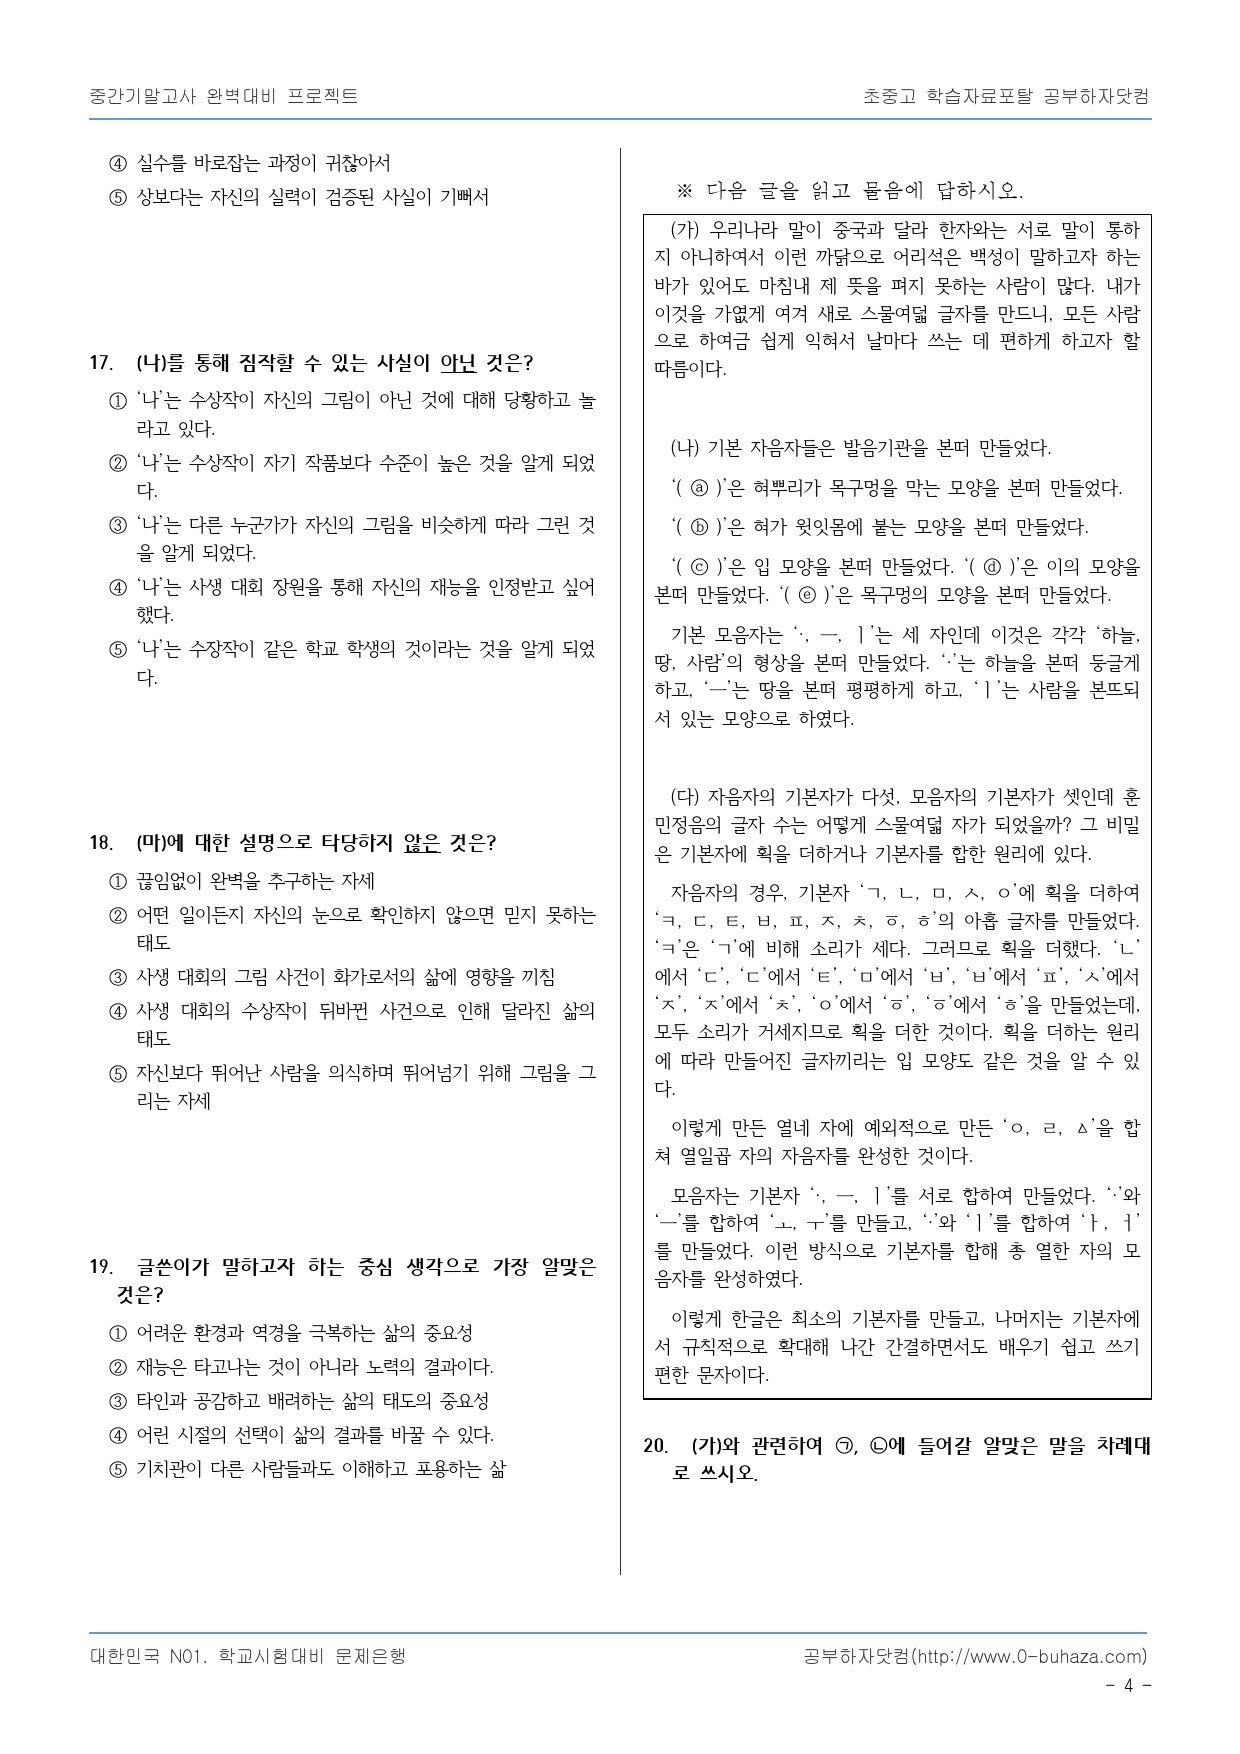 중간기말고사 완벽대비 프로젝트
초중고 학습자료포탈 공부하자닷컴
④ 실수를 바로잡는 과정이 귀찮아서
⑤ 상보다는 자신의 실력이 검증된 사실이 기뻐서
17. (나)를 통해 짐작할 수 있는 사실이 아닌 것은?
① ‘나’는 수상작이 자신의 그림이 아닌 것에 대해 당황하고 놀
라고 있다.
② ‘나’는 수상작이 자기 작품보다 수준이 높은 것을 알게 되었
다.
③ ‘나’는 다른 누군가가 자신의 그림을 비슷하게 따라 그린 것
을 알게 되었다.
④ ‘나’는 사생 대회 장원을 통해 자신의 재능을 인정받고 싶어
했다.
⑤ ‘나’는 수장작이 같은 학교 학생의 것이라는 것을 알게 되었
다.
18. (마)에 대한 설명으로 타당하지 않은 것은?
① 끊임없이 완벽을 추구하는 자세
② 어떤 일이든지 자신의 눈으로 확인하지 않으면 믿지 못하는
태도
③ 사생 대회의 그림 사건이 화가로서의 삶에 영향을 끼침
④ 사생 대회의 수상작이 뒤바뀐 사건으로 인해 달라진 삶의
태도
⑤ 자신보다 뛰어난 사람을 의식하며 뛰어넘기 위해 그림을 그
리는 자세
19. 글쓴이가 말하고자 하는 중심 생각으로 가장 알맞은
것은?
① 어려운 환경과 역경을 극복하는 삶의 중요성
② 재능은 타고나는 것이 아니라 노력의 결과이다.
③ 타인과 공감하고 배려하는 삶의 태도의 중요성
④ 어린 시절의 선택이 삶의 결과를 바꿀 수 있다.
⑤ 기치관이 다른 사람들과도 이해하고 포용하는 삶
※ 다음 글을 읽고 물음에 답하시오.
(가) 우리나라 말이 중국과 달라 한자와는 서로 말이 통하
지 아니하여서 이런 까닭으로 어리석은 백성이 말하고자 하는
바가 있어도 마침내 제 뜻을 펴지 못하는 사람이 많다. 내가
이것을 가엾게 여겨 새로 스물여덟 글자를 만드니, 모든 사람
으로 하여금 쉽게 익혀서 날마다 쓰는 데 편하게 하고자 할
따름이다.
(나) 기본 자음자들은 발음기관을 본떠 만들었다.
‘( ⓐ )’은 혀뿌리가 목구멍을 막는 모양을 본떠 만들었다.
‘( ⓑ )’은 혀가 윗잇몸에 붙는 모양을 본떠 만들었다.
‘( ⓒ )’은 입 모양을 본떠 만들었다. ‘( ⓓ )’은 이의 모양을
본떠 만들었다. ‘( ⓔ )’은 목구멍의 모양을 본떠 만들었다.
기본 모음자는 ‘ㆍ, ㅡ, ㅣ’는 세 자인데 이것은 각각 ‘하늘,
땅, 사람’의 형상을 본떠 만들었다. ‘ㆍ’는 하늘을 본떠 둥글게
하고, ‘ㅡ’는 땅을 본떠 평평하게 하고, ‘ㅣ’는 사람을 본뜨되
서 있는 모양으로 하였다.
(다) 자음자의 기본자가 다섯, 모음자의 기본자가 셋인데 훈
민정음의 글자 수는 어떻게 스물여덟 자가 되었을까? 그 비밀
은 기본자에 획을 더하거나 기본자를 합한 원리에 있다.
자음자의 경우, 기본자 ‘ㄱ, ㄴ, ㅁ, ㅅ, ㅇ’에 획을 더하여
‘ㅋ, ㄷ, ㅌ, ㅂ, ㅍ, ㅈ, ㅊ, ㆆ, ㅎ’의 아홉 글자를 만들었다.
‘ㅋ’은 ‘ㄱ’에 비해 소리가 세다. 그러므로 획을 더했다. ‘ㄴ’
에서 ‘ㄷ’, ‘ㄷ’에서 ‘ㅌ’, ‘ㅁ’에서 ‘ㅂ’, ‘ㅂ’에서 ‘ㅍ’, ‘ㅅ’에서
‘ㅈ’, ‘ㅈ’에서 ‘ㅊ’, ‘ㅇ’에서 ‘ㆆ’, ‘ㆆ’에서 ‘ㅎ’을 만들었는데,
모두 소리가 거세지므로 획을 더한 것이다. 획을 더하는 원리
에 따라 만들어진 글자끼리는 입 모양도 같은 것을 알 수 있
다.
이렇게 만든 열네 자에 예외적으로 만든 ‘ㆁ, ㄹ, ㅿ’을 합
쳐 열일곱 자의 자음자를 완성한 것이다.
모음자는 기본자 ‘ㆍ, ㅡ, ㅣ’를 서로 합하여 만들었다. ‘ㆍ’와
‘ㅡ’를 합하여 ‘ㅗ, ㅜ’를 만들고, ‘ㆍ’와 ‘ㅣ’를 합하여 ‘ㅏ, ㅓ’
를 만들었다. 이런 방식으로 기본자를 합해 총 열한 자의 모
음자를 완성하였다.
이렇게 한글은 최소의 기본자를 만들고, 나머지는 기본자에
서 규칙적으로 확대해 나간 간결하면서도 배우기 쉽고 쓰기
편한 문자이다.
20. (가)와 관련하여 ㉠, ㉡에 들어갈 알맞은 말을 차례대
로 쓰시오.
대한민국 N01. 학교시험대비 문제은행
공부하자닷컴(http://www.0-buhaza.com)
- 4 -